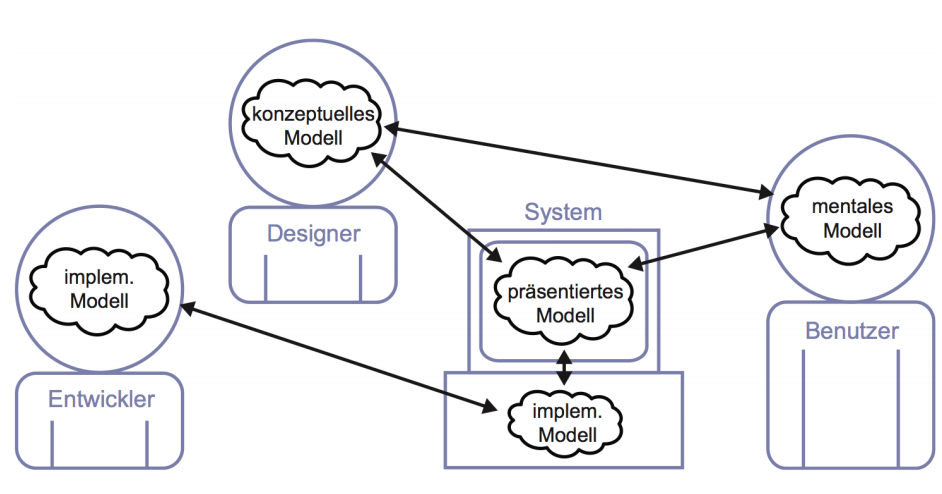 konzeptuelles
Modell
Designer
System
mentales
Modell
Benutzer
implem.
Modell
Entwickler
präsentiertes
Modell
implem.
Modell